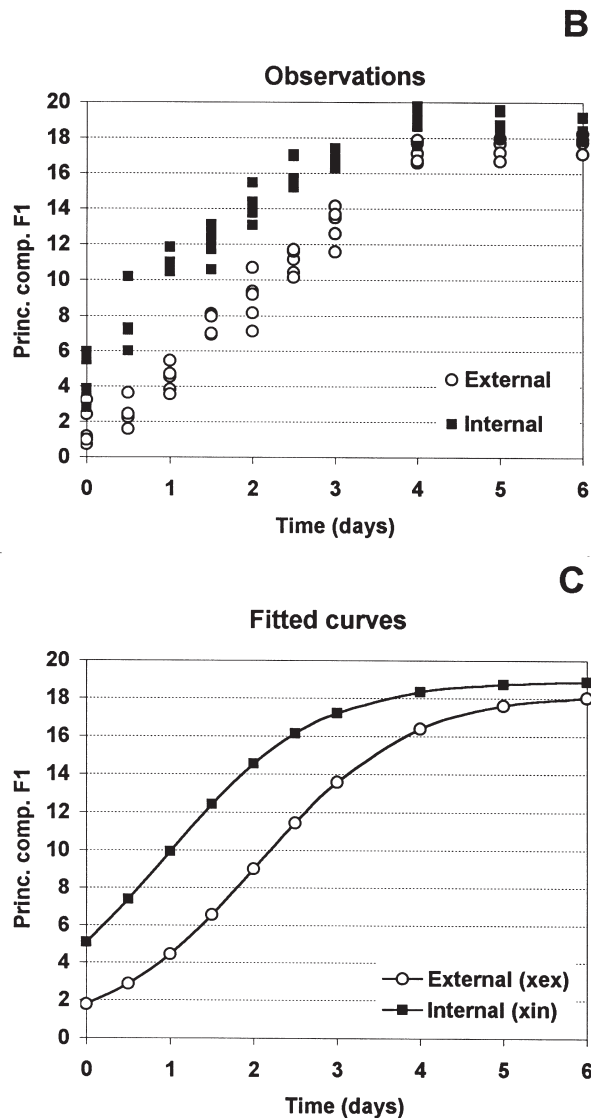 B
Observations
20
18
16
14
12
10
8
6
4
2
0
Princ. comp. F1
External
Internal
0 1 2 3 4 5 6
Time (days)
C
Fitted curves
20
18
16
14
12
10
8
6
4
2
0
Princ. comp. F1
External (xex)
Internal (xin)
0 1 2 3 4 5 6
Time (days)